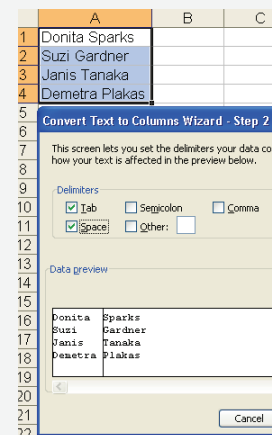 A B C
1 Donita Sparks
2 Suzi Gardner
3 Janis Tanaka
4 Demetra Plakas
5
6 Convert Text to Columns Wizard - Step 2
7 This screen lets you set the delimiters your data co
8 how your text is affected in the preview below.
9 Delimiters
10 Tab Semicolon Comma
11 Space Other:
12
13
14 Data preview
15
16 Donita Sparks
17 Suzi Gardner
18 Janis Tanaka
Demetra Plakas
19
20
21 Cancel
22